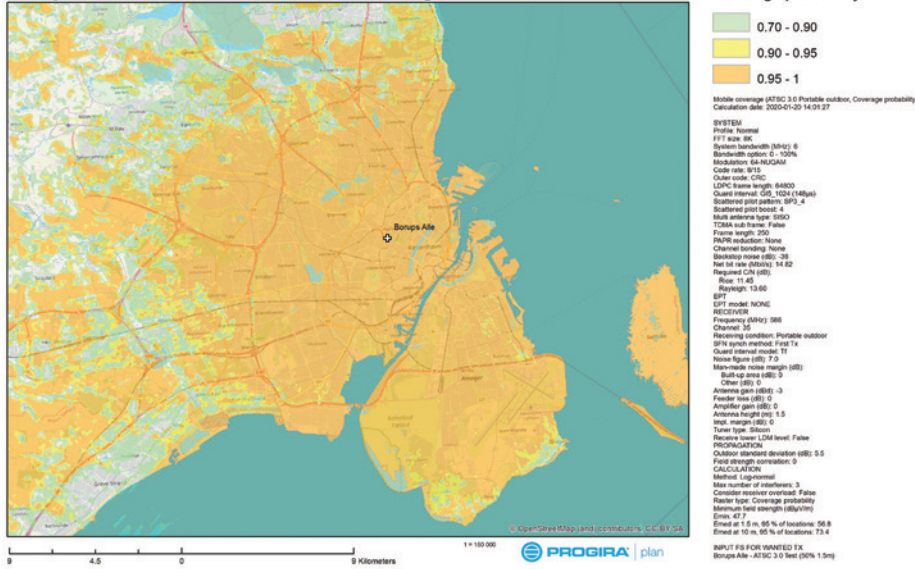 0.70 - 0.90
0.90 - 0.95
0.95 - 1
Mobile coverage (ATSC 3.0 Portable outdoor, Coverage probability
Calculation date: 2020-01-20 14:01:27
SYSTEM
Profile: Normal
FFT size: 8K
System bandwidth (MHz): 6
Bandwidth option: 0 - 100%
Modulation: 64-NUQAM
Code rate: 8/15
Outer code: CRC
LDPC frame length: 64800
Guard interval: GI5_1024 (148µs)
Scattered pilot pattern: SP3_4
Scattered pilot boost: 4
Multi antenna type: SISO
TDMA sub frame: False
Frame length: 250
PAPR reduction: None
Channel bonding: None
Backstop noise (dB): -38
Net bit rate (Mbit/s): 14.82
Required C/N (dB):
Rice: 11.45
Rayleigh: 13.60
EPT
EPT model: NONE
RECEIVER
Frequency (MHz): 586
Channel: 35
Receiving condition: Portable outdoor
SFN synch method: First Tx
Guard interval model: TI
Noise figure (dB): 7.0
Man-made noise margin (dB)
Built-up area (dB): 0
Other (dB): 0
Antenna gain (dBd): -3
Feeder loss (dB): 0
Amplifier gain (dB): 0
Antenna height (m): 1.5
Impl. margin (dB): 0
Tuner type: Silicon
Receive lower LDM level: False
PROPAGATION
Outdoor standard deviation (dB): 5.5
Field strength correlation: 0
CALCULATION
Method: Log-normal
Max number of interferers: 3
Consider receiver overload: False
Raster type: Coverage probability
Minimum field strength (dBµV/m)
Emin: 47.7
Emed at 1.5 m, 95 % of locations: 56.8
Emed at 10 m, 95 % of locations: 73.4
INPUT FS FOR WANTED TX
Borups Alle - ATSC 3.0 Test (50% 1.5m)
Borups Alle
Amager
© OpenStreetMap (and) contributors, CC-BY-SA
9 4.5 0 9 Kilometers
1 = 150 000
PROGIRA | plan